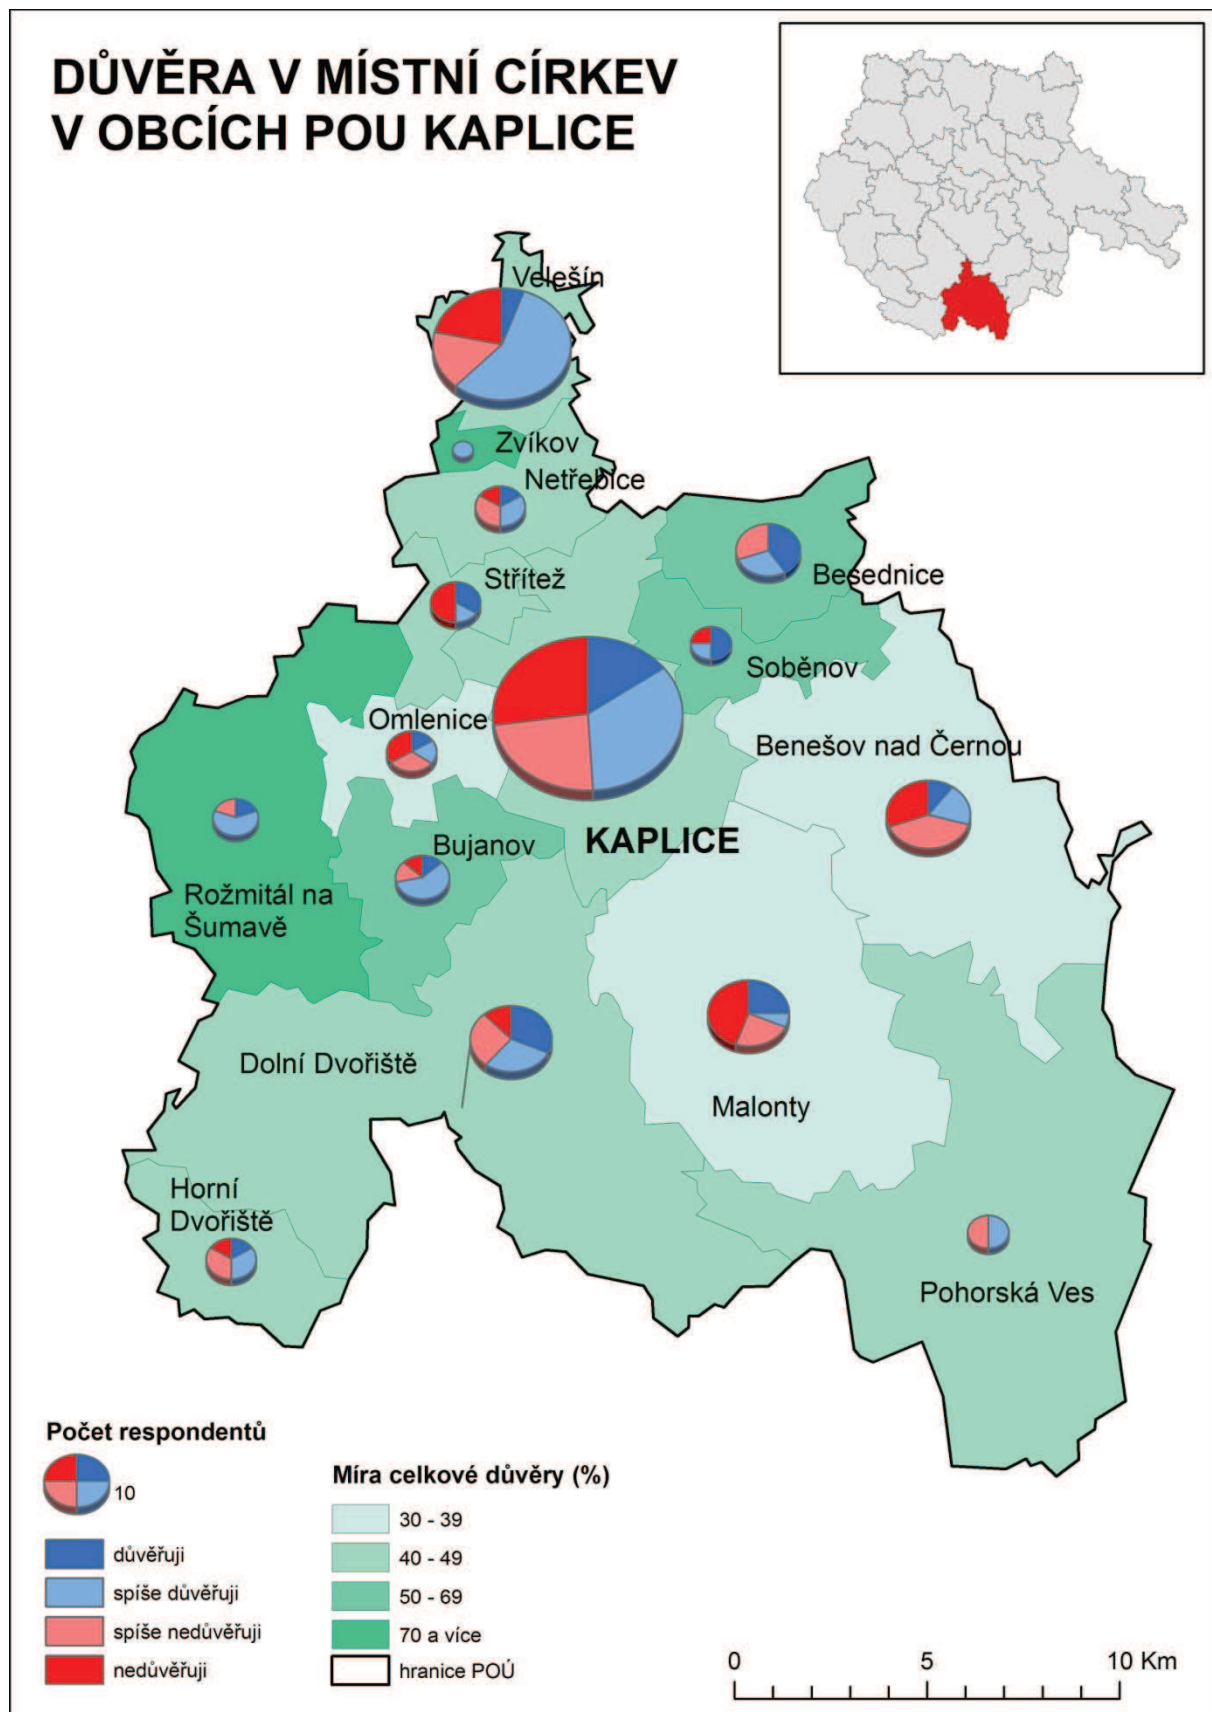 DŮVĚRA V MÍSTNÍ CÍRKEV
V OBCÍCH POU KAPLICE
Velešín
Zvíkov
Netřebice
Střítež
Besednice
Soběnov
Omlenice
Benešov nad Černou
KAPLICE
Bujanov
Rožmitál na
Šumavě
Dolní Dvořiště
Malonty
Horní
Dvořiště
Pohorská Ves
Počet respondentů
10
důvěřuji
spíše důvěřuji
spíše nedůvěřuji
nedůvěřuji
Míra celkové důvěry (%)
30 - 39
40 - 49
50 - 69
70 a více
hranice POÚ
0 5 10 Km